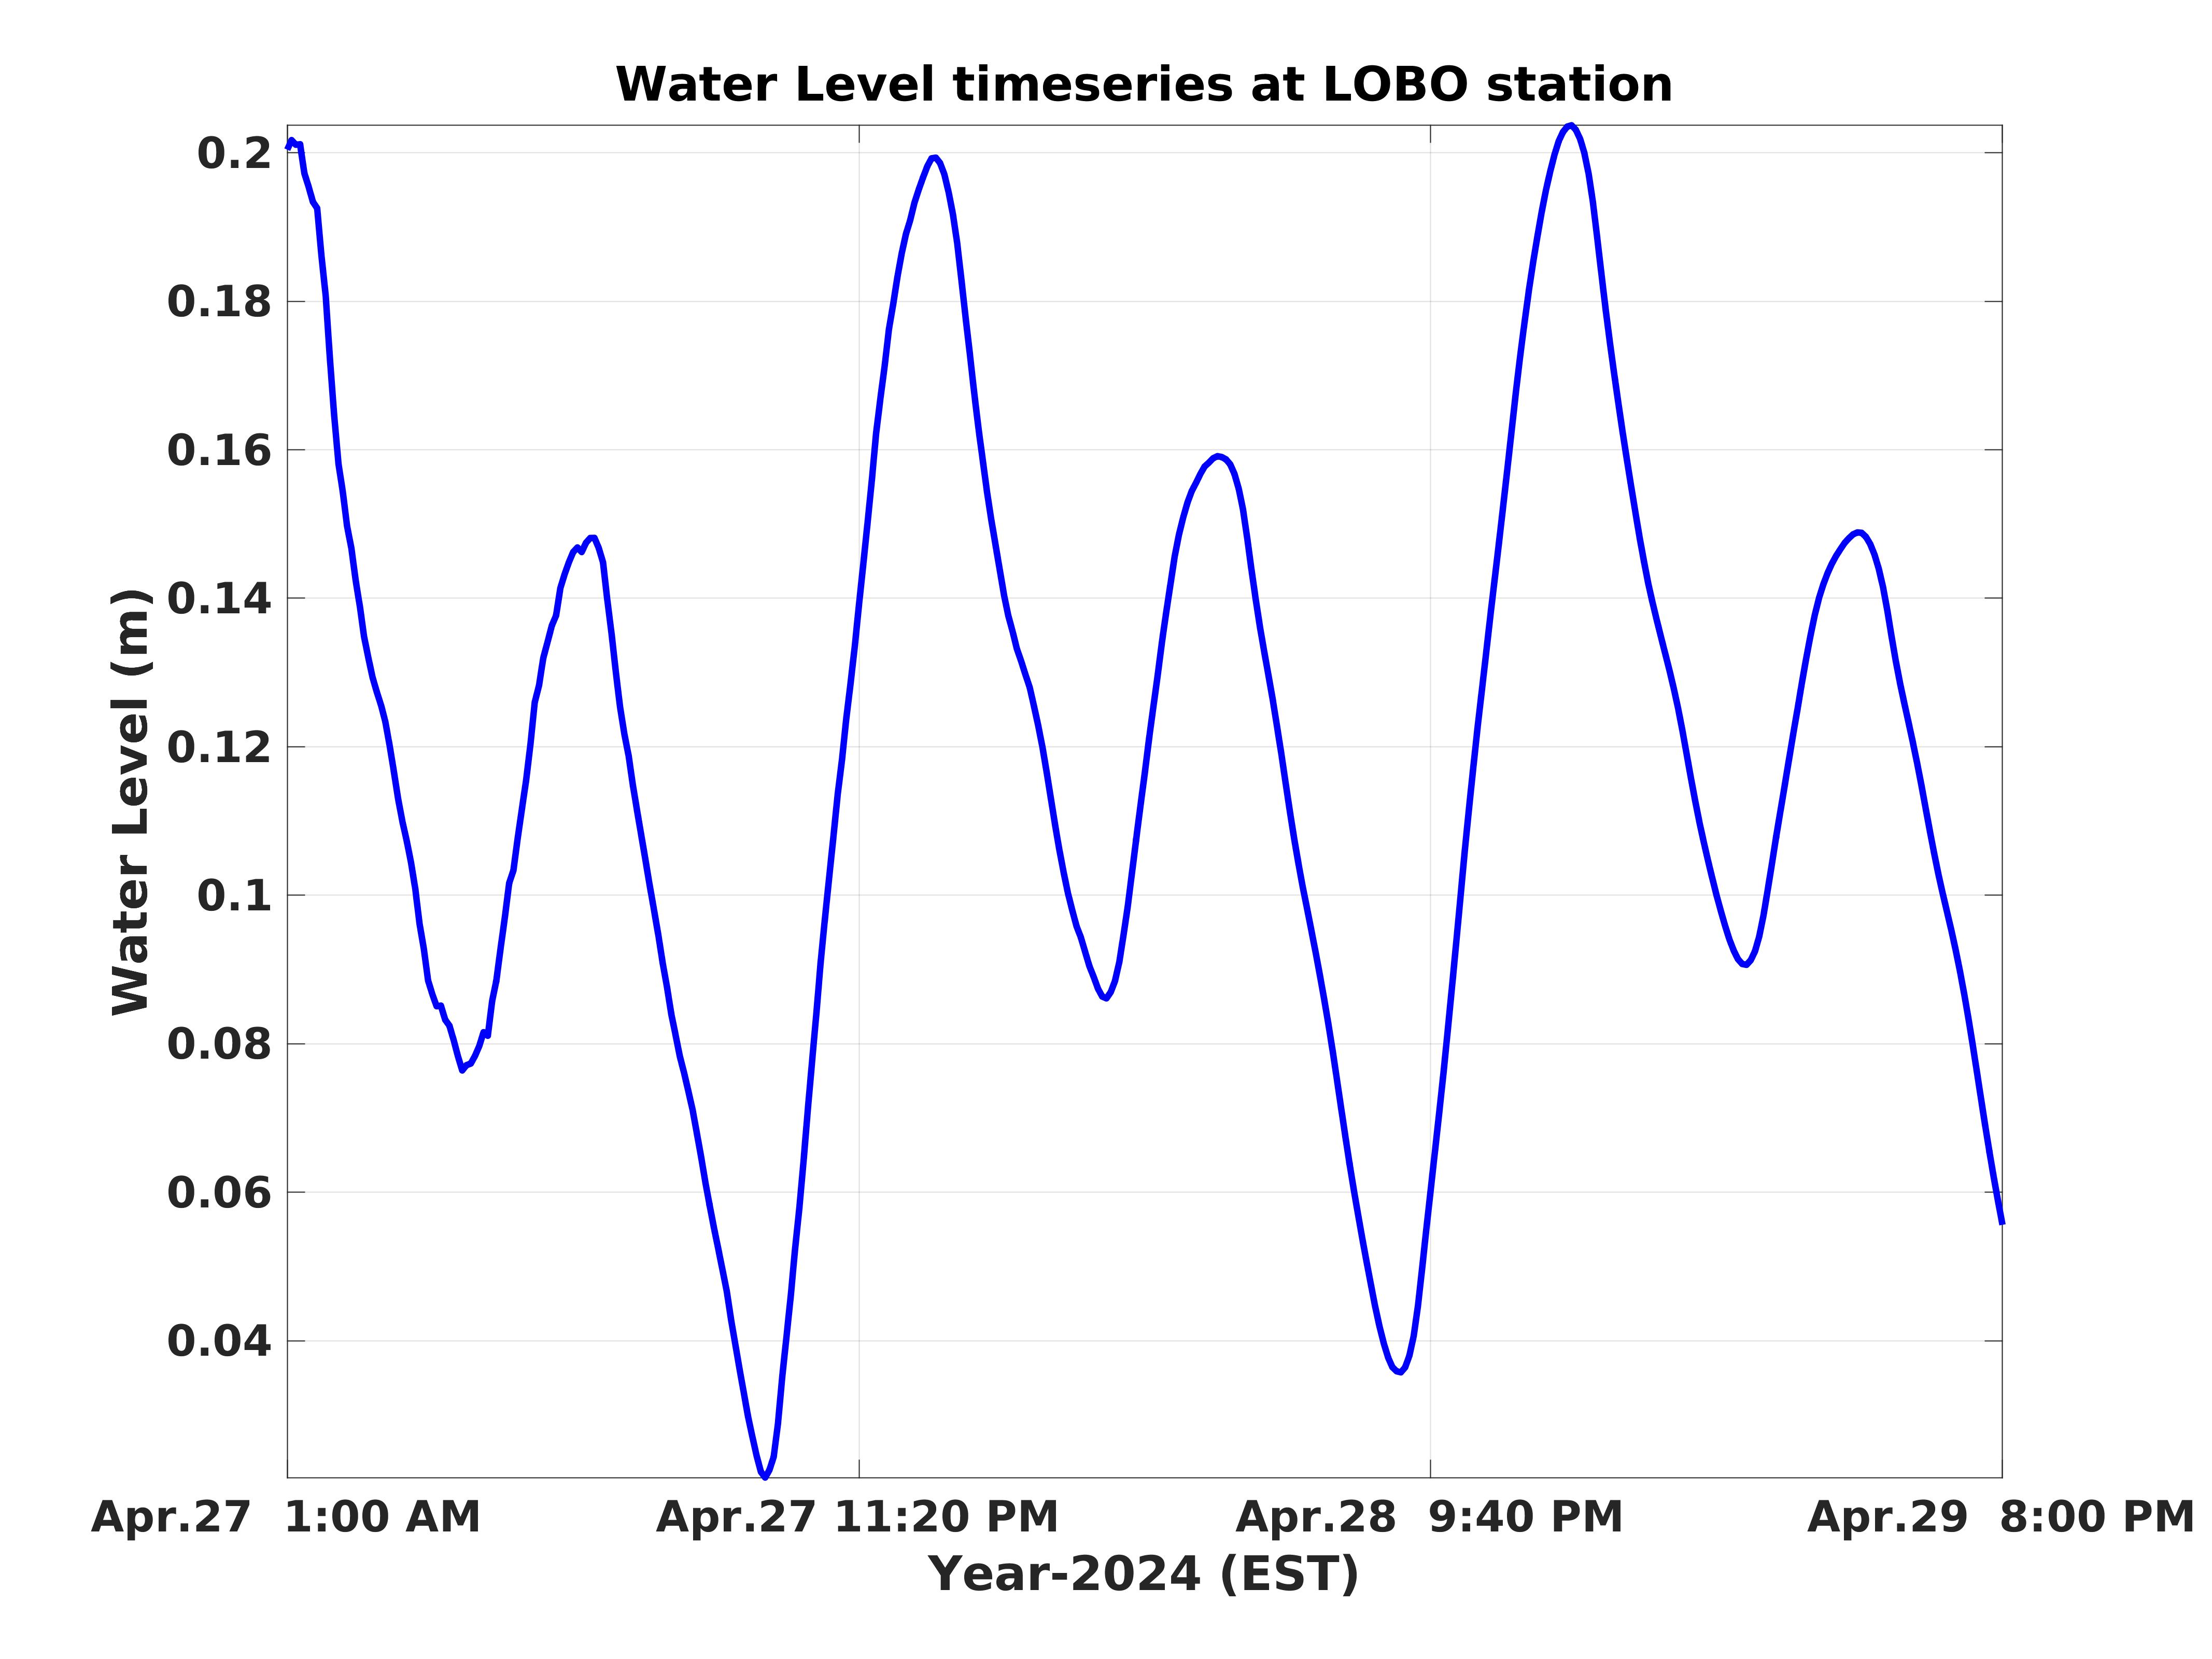 Water Level timeseries at LOBO station
Water Level (m)
0.2
0.18
0.16
0.14
0.12
0.1
0.08
0.06
0.04
Apr.27  1:00 AM Apr.27 11:20 PM Apr.28  9:40 PM Apr.29  8:00 PM
Year-2024 (EST)